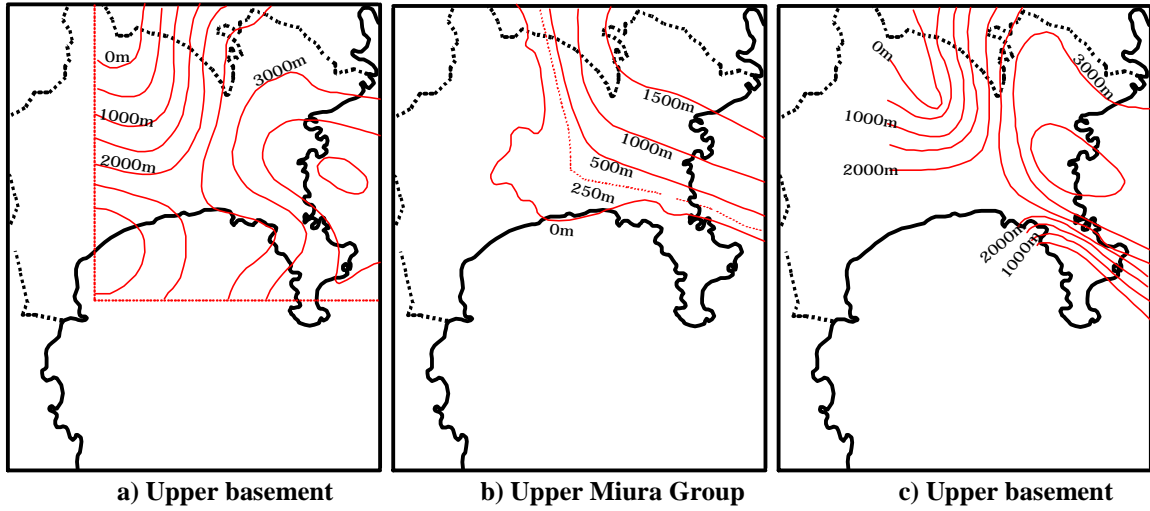 0m
1000m
2000m
3000m
a) Upper basement
1500m
1000m
500m
250m
0m
b) Upper Miura Group
0m
1000m
2000m
3000m
2000m
1000m
c) Upper basement